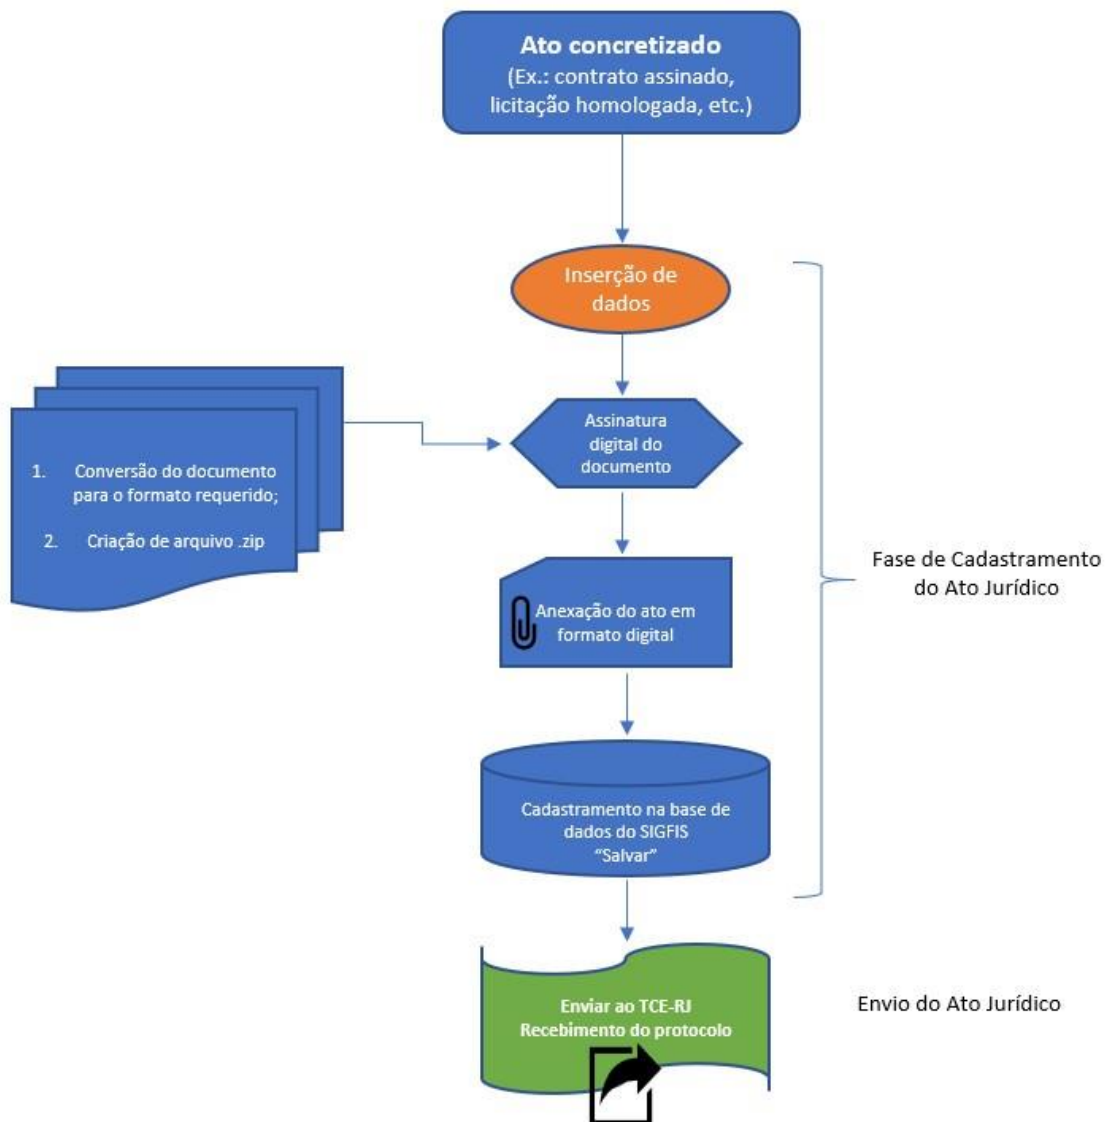 Ato concretizado
(Ex.: contrato assinado,
licitação homologada, etc.)
Inserção de
dados
Assinatura
digital do
documento
1. Conversão do documento
para o formato requerido;
2. Criação de arquivo .zip
Anexação do ato em
formato digital
Fase de Cadastramento
do Ato Jurídico
Cadastramento na base de
dados do SIGFIS
“Salvar”
Enviar ao TCE-RJ
Recebimento do protocolo
Envio do Ato Jurídico